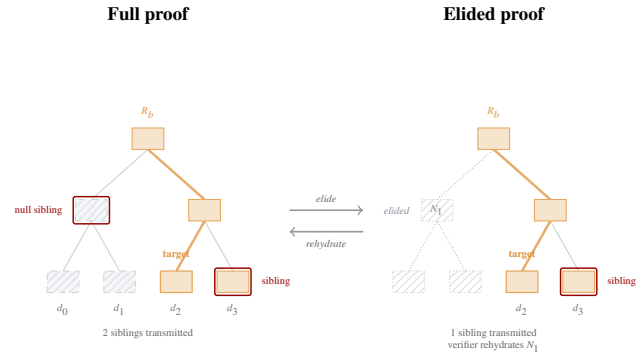 Full proof
Elided proof
R_b
R_b
null sibling
elide
elided
N_1
rehydrate
target
target
sibling
sibling
d_0
d_1
d_2
d_3
d_2
d_3
2 siblings transmitted
1 sibling transmitted
verifier rehydrates N_1